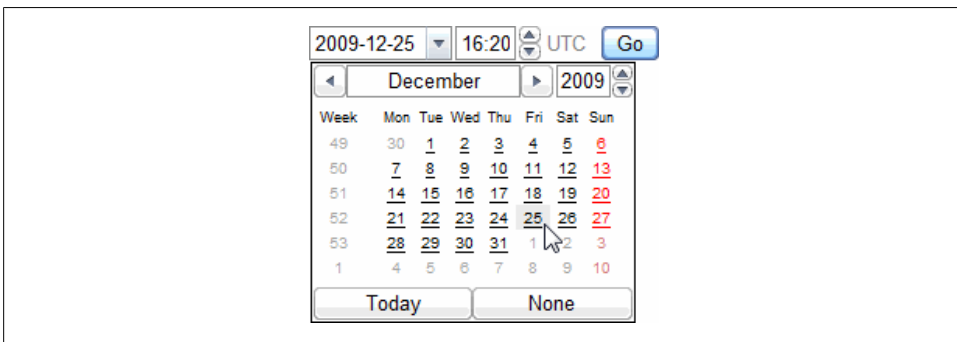 2009-12-25 16:20 UTC Go
December 2009
Week Mon Tue Wed Thu Fri Sat Sun
49 30 1 2 3 4 5 6
50 7 8 9 10 11 12 13
51 14 15 16 17 18 19 20
52 21 22 23 24 25 26 27
53 28 29 30 31 1 2 3
1 4 5 6 7 8 9 10
Today None